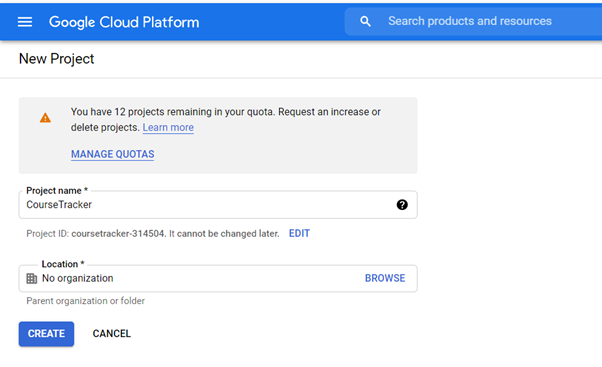 Google Cloud Platform
Search products and resources
New Project
You have 12 projects remaining in your quota. Request an increase or
delete projects. Learn more
MANAGE QUOTAS
Project name *
CourseTracker
Project ID: coursetracker-314504. It cannot be changed later. EDIT
Location *
No organization BROWSE
Parent organization or folder
CREATE CANCEL